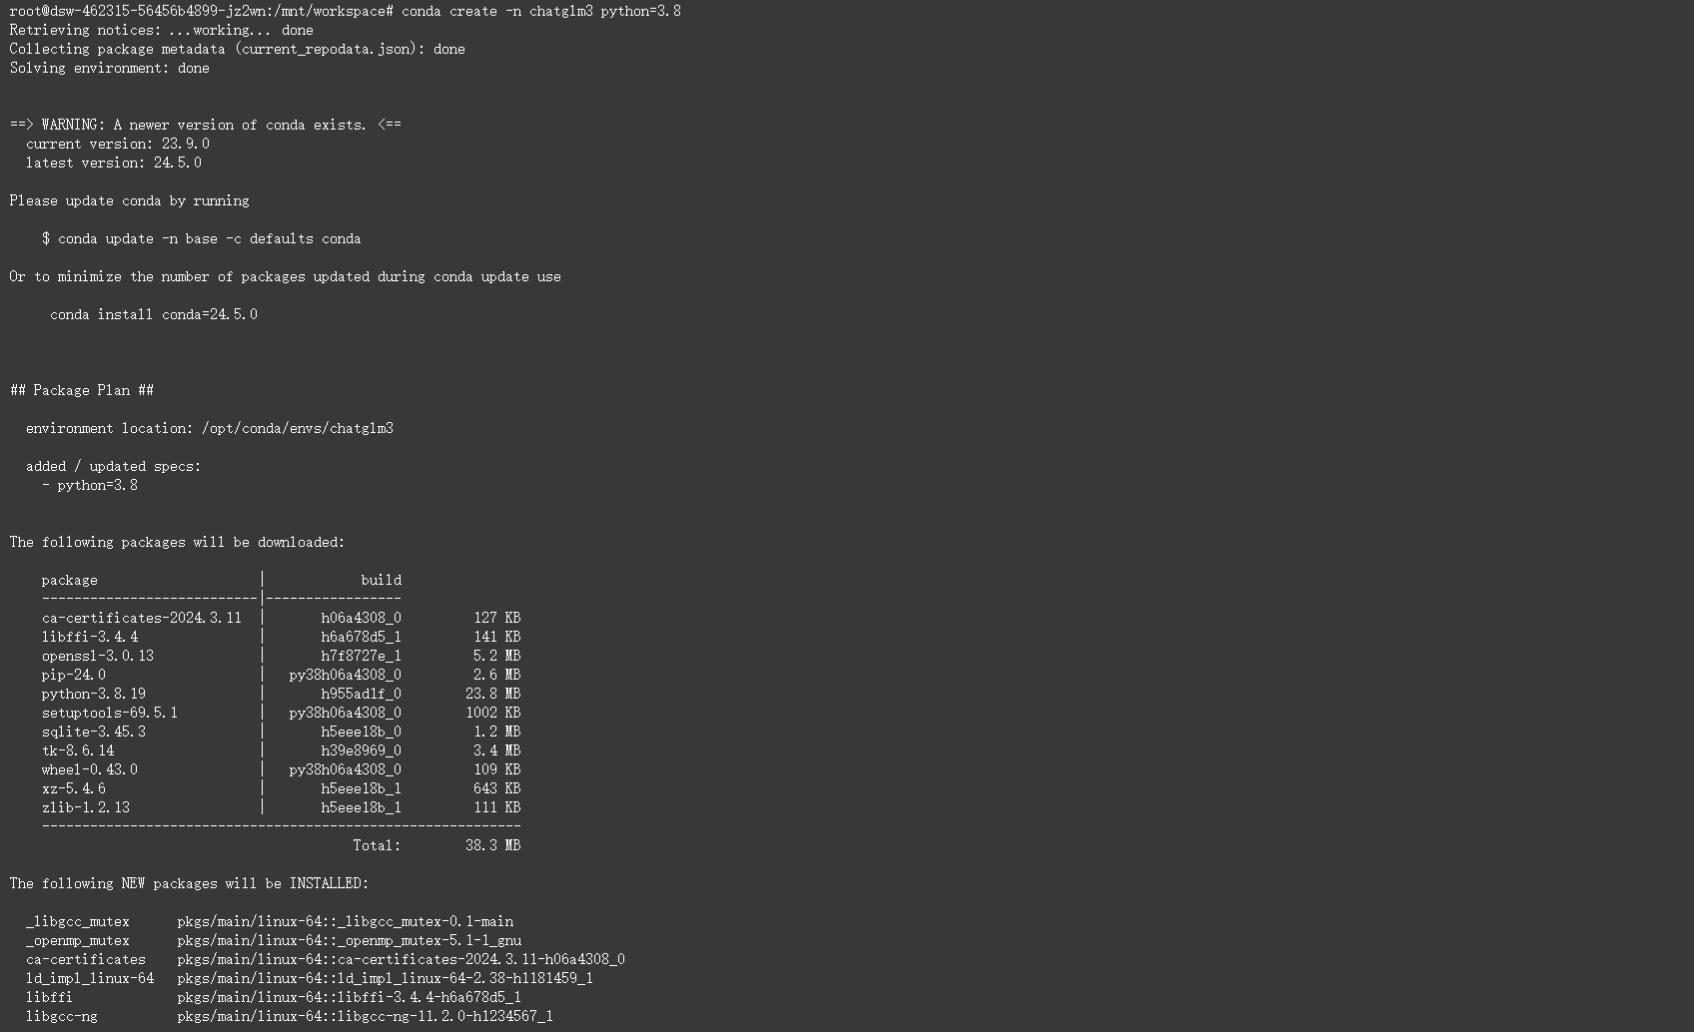 root@dsw-462315-56456b4899-jz2wn:/mnt/workspace# conda create -n chatglm3 python=3.8
Retrieving notices: ...working... done
Collecting package metadata (current_repodata.json): done
Solving environment: done
==> WARNING: A newer version of conda exists. <==
current version: 23.9.0
latest version: 24.5.0
Please update conda by running
$ conda update -n base -c defaults conda
Or to minimize the number of packages updated during conda update use
conda install conda=24.5.0
## Package Plan ##
environment location: /opt/conda/envs/chatglm3
added / updated specs:
- python=3.8
The following packages will be downloaded:
package | build
---------------------------|-----------------
ca-certificates-2024.3.11 | h06a4308_0 127 KB
libffi-3.4.4 | h6a678d5_1 141 KB
openssl-3.0.13 | h7f8727e_1 5.2 MB
pip-24.0 | py38h06a4308_0 2.6 MB
python-3.8.19 | h955ad1f_0 23.8 MB
setuptools-69.5.1 | py38h06a4308_0 1002 KB
sqlite-3.45.3 | h5eee18b_0 1.2 MB
tk-8.6.14 | h39e8969_0 3.4 MB
wheel-0.43.0 | py38h06a4308_0 109 KB
xz-5.4.6 | h5eee18b_1 643 KB
zlib-1.2.13 | h5eee18b_1 111 KB
------------------------------------------------------------
Total: 38.3 MB
The following NEW packages will be INSTALLED:
_libgcc_mutex pkgs/main/linux-64::_libgcc_mutex-0.1-main
_openmp_mutex pkgs/main/linux-64::_openmp_mutex-5.1-1_gnu
ca-certificates pkgs/main/linux-64::ca-certificates-2024.3.11-h06a4308_0
ld_impl_linux-64 pkgs/main/linux-64::ld_impl_linux-64-2.38-h1181459_1
libffi pkgs/main/linux-64::libffi-3.4.4-h6a678d5_1
libgcc-ng pkgs/main/linux-64::libgcc-ng-11.2.0-h1234567_1